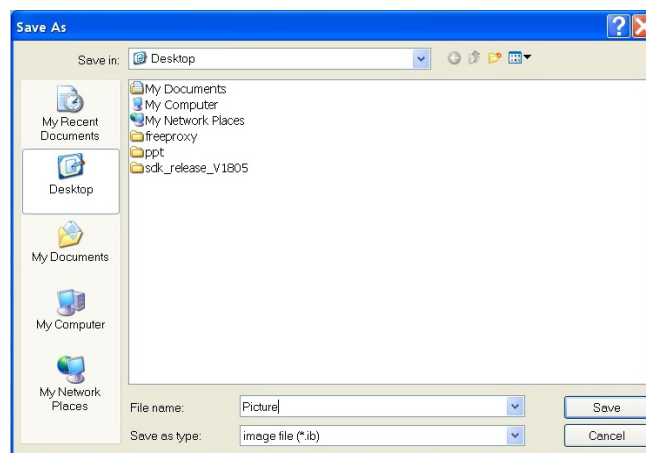 Save As
Save in: Desktop
My Recent
Documents
Desktop
My Documents
My Computer
My Network
Places
My Documents
My Computer
My Network Places
freeproxy
ppt
sdk_release_V1805
File name: Picture Save
Save as type: image file (*.ib) Cancel